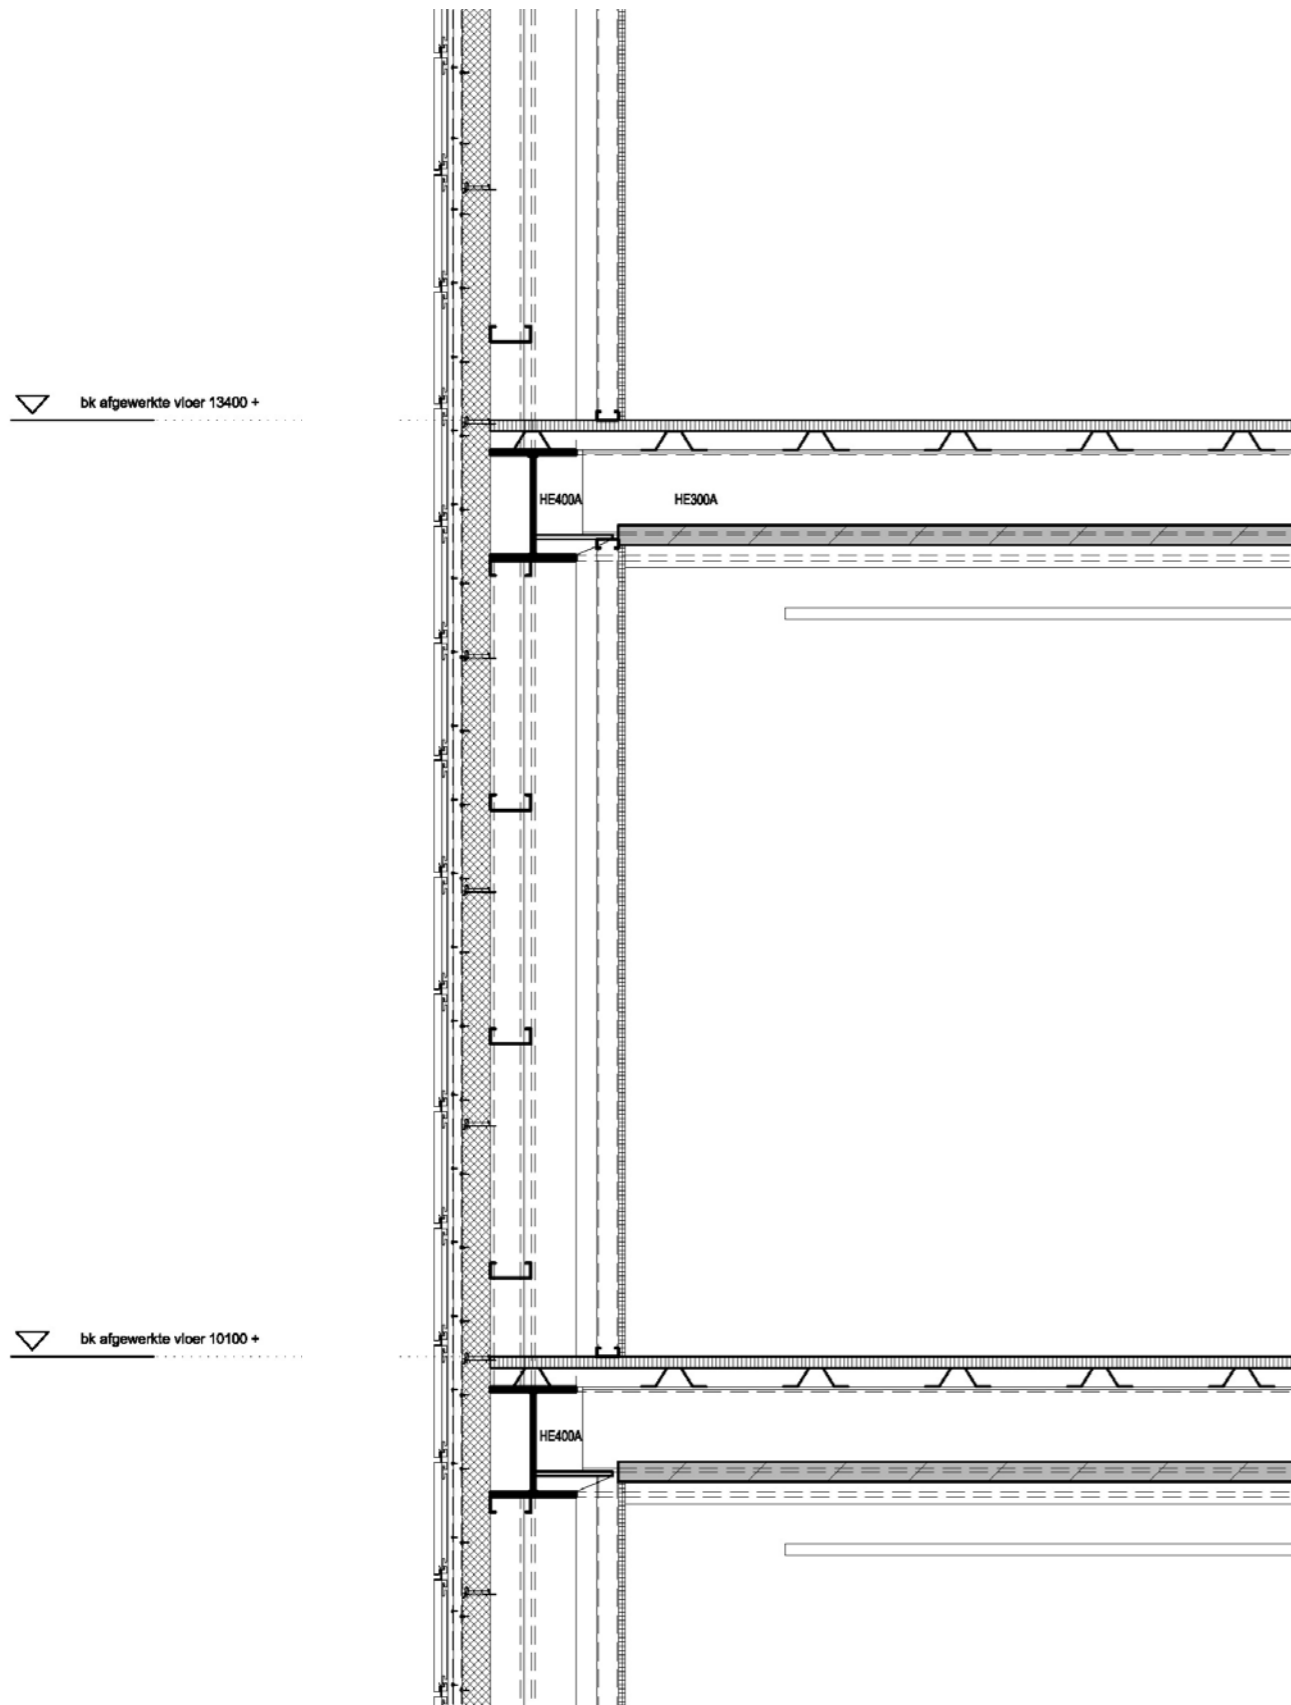 bk afgewerkte vloer 13400 +
HE400A HE300A
bk afgewerkte vloer 10100 +
HE400A